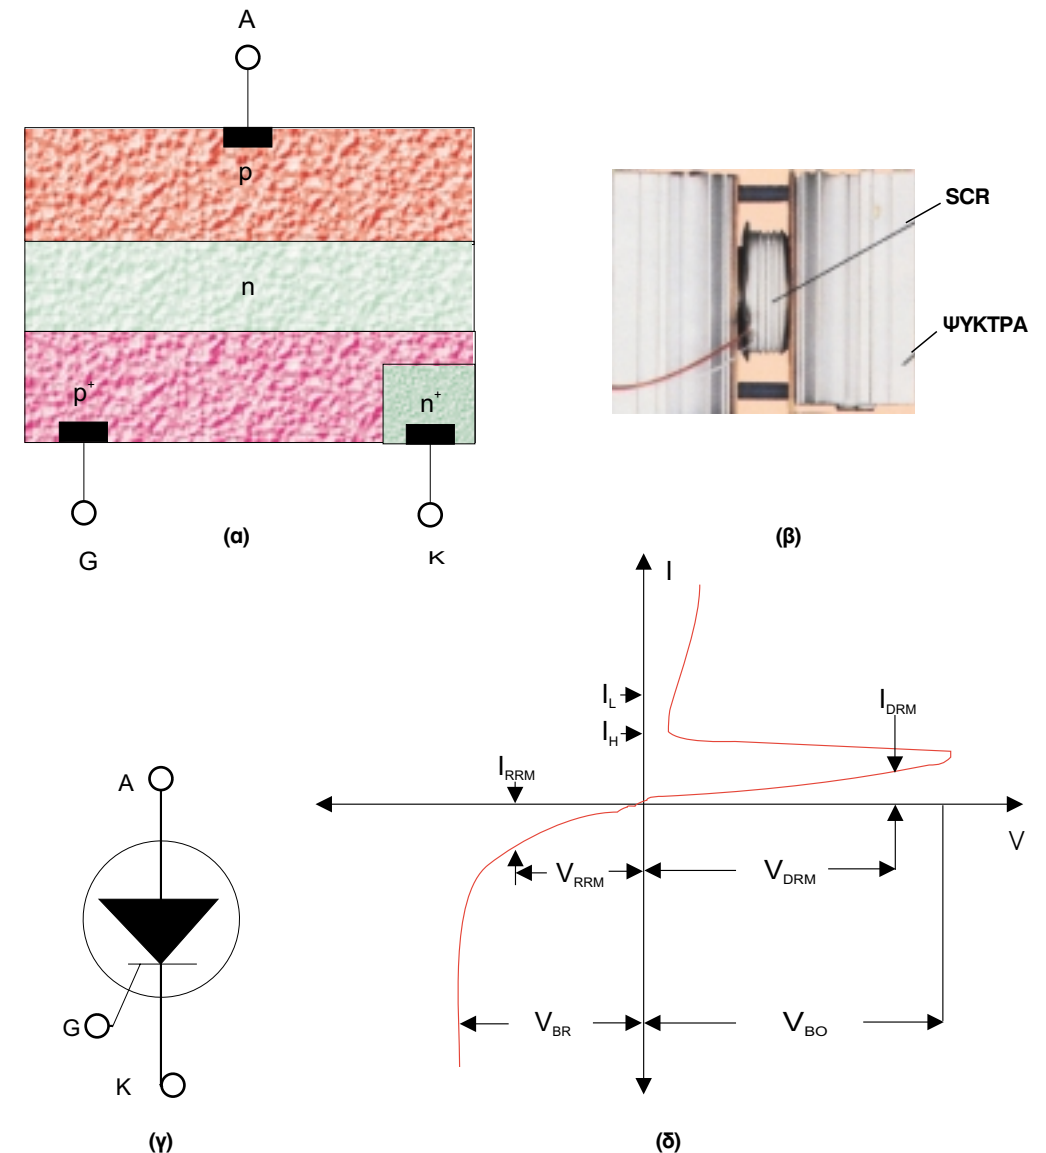 A
p
n
p+
n+
G
K
(α)
SCR
ΨΥΚΤΡΑ
(β)
A
G
K
(γ)
I
IL
IH
IDRM
IRRM
V
VRRM
VDRM
VBR
VBO
(δ)